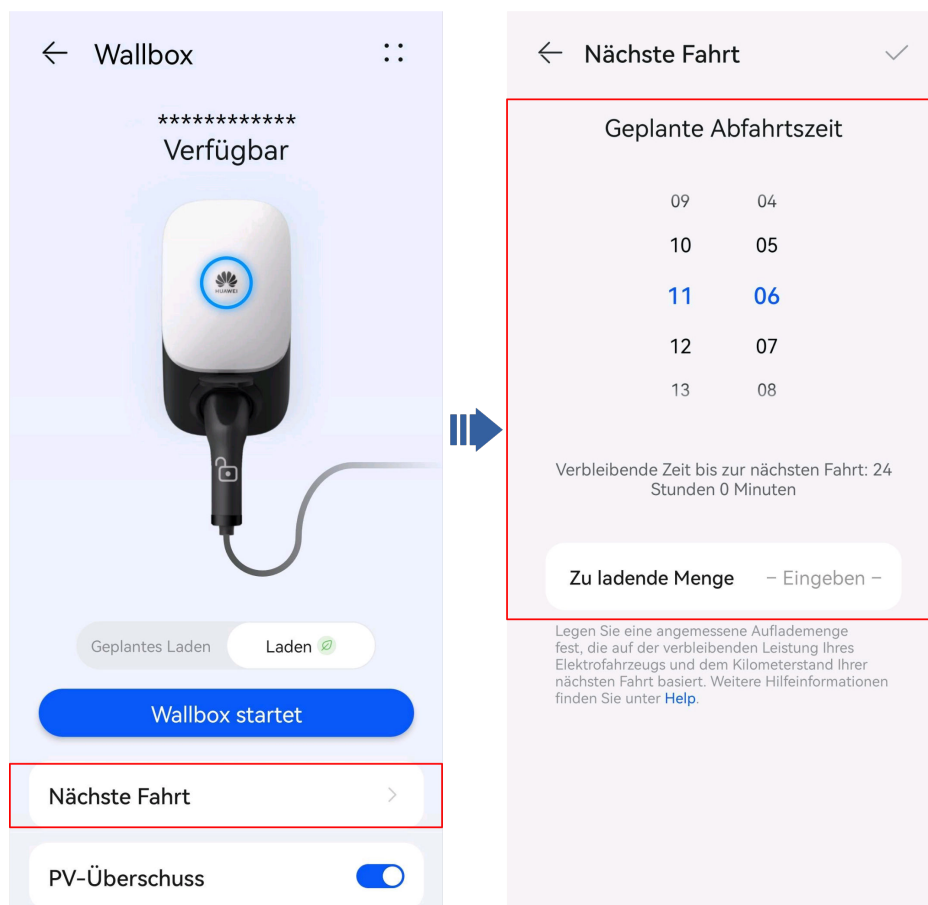 Wallbox
************
Verfügbar
HUAWEI
Geplantes Laden
Laden
Wallbox startet
Nächste Fahrt
PV-Überschuss
Nächste Fahrt
Geplante Abfahrtszeit
09 04
10 05
11 06
12 07
13 08
Verbleibende Zeit bis zur nächsten Fahrt: 24
Stunden 0 Minuten
Zu ladende Menge – Eingeben –
Legen Sie eine angemessene Auflademenge
fest, die auf der verbleibenden Leistung Ihres
Elektrofahrzeugs und dem Kilometerstand Ihrer
nächsten Fahrt basiert. Weitere Hilfeinformationen
finden Sie unter Help.